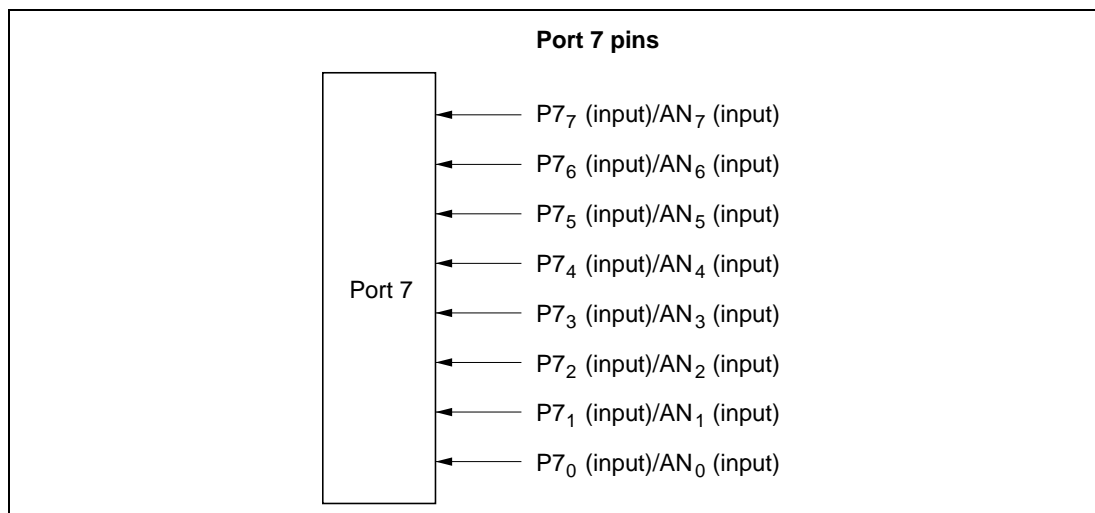 Port 7 pins
P7₇ (input)/AN₇ (input)
P7₆ (input)/AN₆ (input)
P7₅ (input)/AN₅ (input)
P7₄ (input)/AN₄ (input)
Port 7
P7₃ (input)/AN₃ (input)
P7₂ (input)/AN₂ (input)
P7₁ (input)/AN₁ (input)
P7₀ (input)/AN₀ (input)